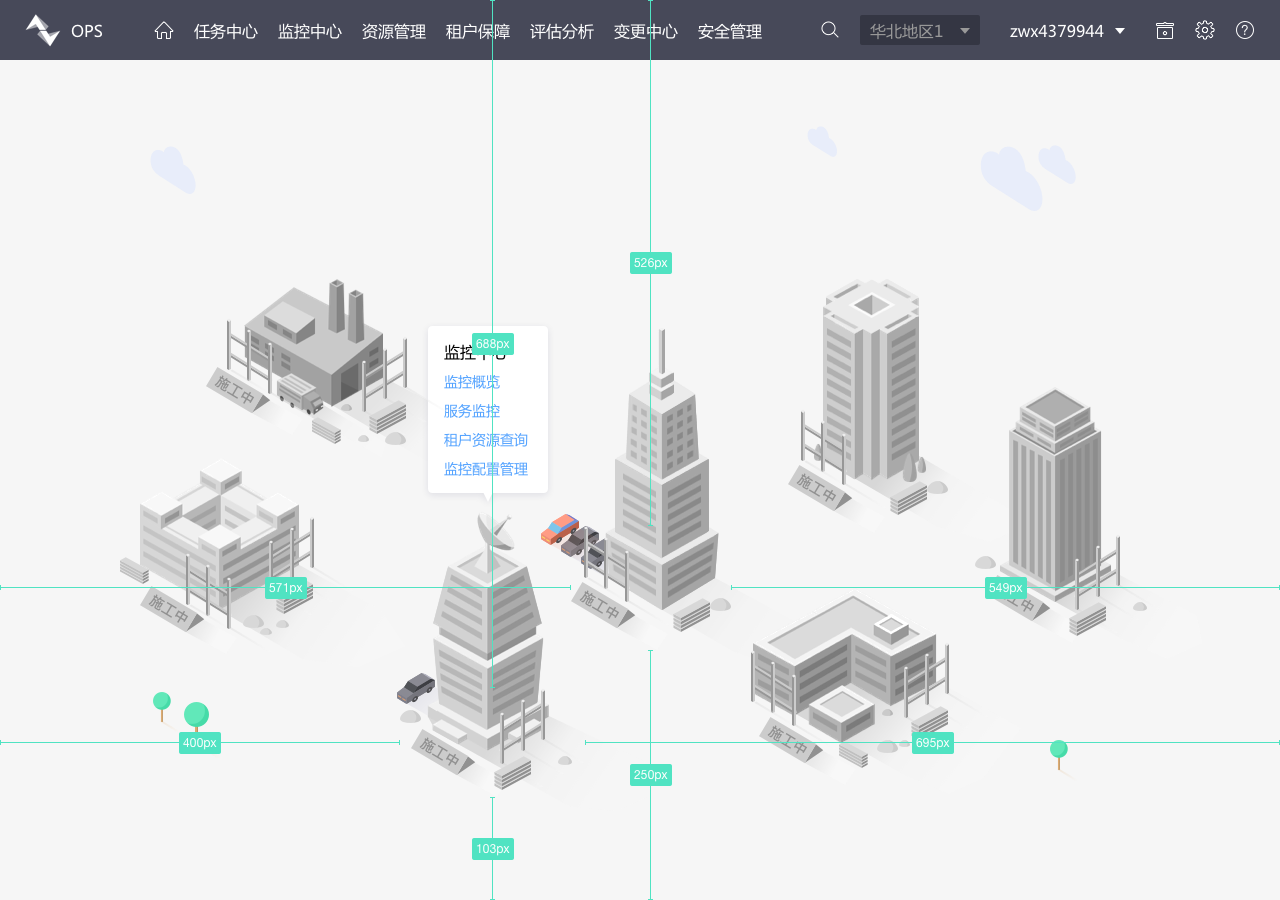 OPS 任务中心 监控中心 资源管理 租户保障 评估分析 变更中心 安全管理 华北地区1 zwx4379944
526px
688px
监控中心
监控概览
服务监控
租户资源查询
监控配置管理
施工中
施工中
571px
549px
施工中
施工中
施工中
400px
施工中
施工中
695px
250px
103px